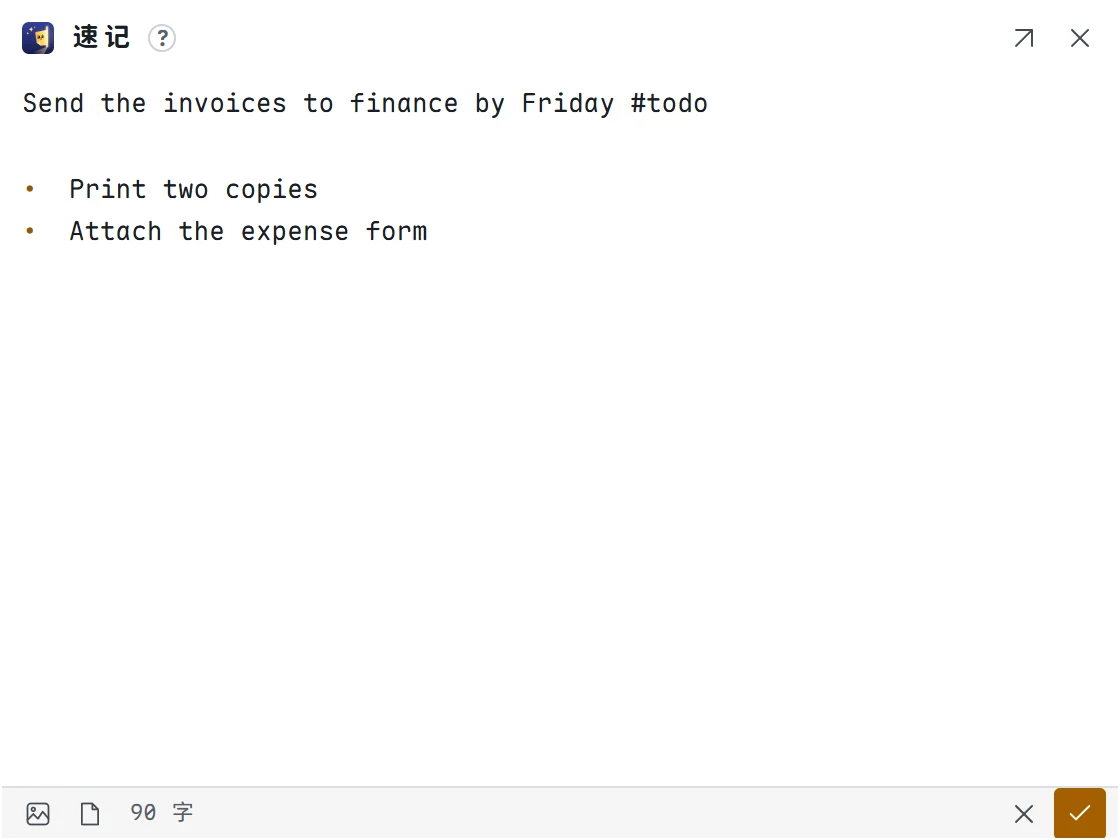 速记
?
Send the invoices to finance by Friday #todo
• Print two copies
• Attach the expense form
90 字